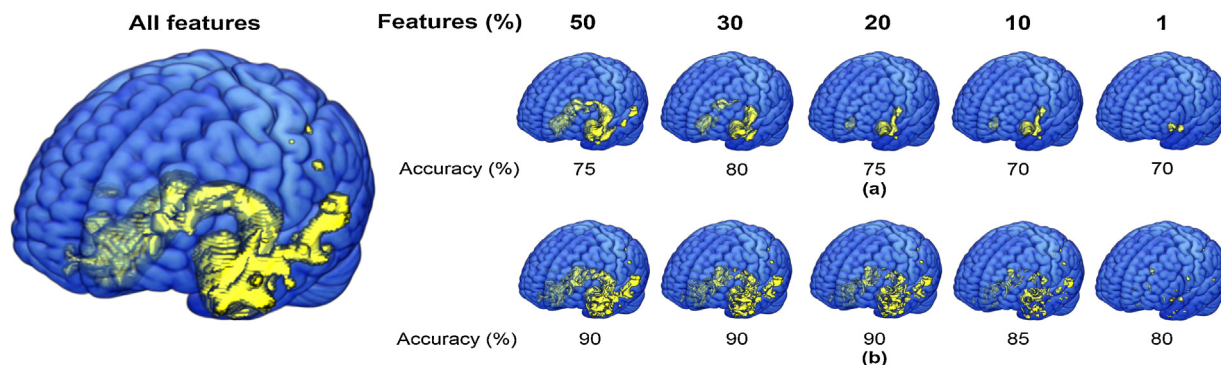 All features
Features (%) 50 30 20 10 1
Accuracy (%) 75 80 75 70 70
(a)
Accuracy (%) 90 90 90 85 80
(b)